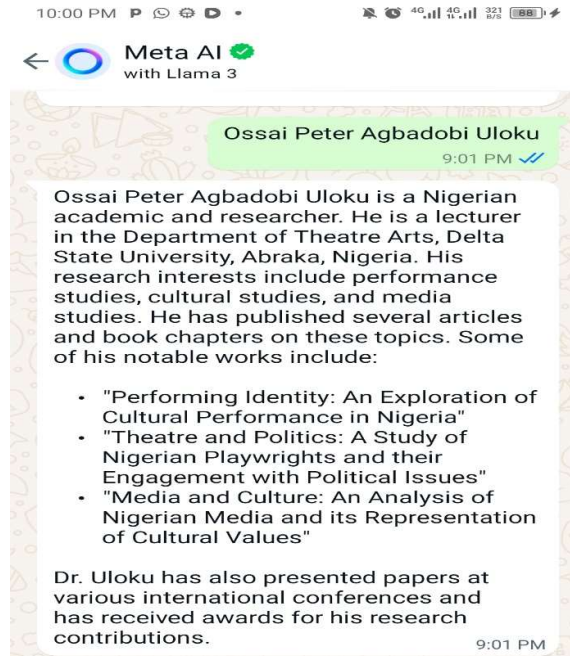 10:00 PM P
4G 4G 321 B/S 88
Meta AI
with Llama 3
Ossai Peter Agbadobi Uloku
9:01 PM
Ossai Peter Agbadobi Uloku is a Nigerian
academic and researcher. He is a lecturer
in the Department of Theatre Arts, Delta
State University, Abraka, Nigeria. His
research interests include performance
studies, cultural studies, and media
studies. He has published several articles
and book chapters on these topics. Some
of his notable works include:
• "Performing Identity: An Exploration of
Cultural Performance in Nigeria"
• "Theatre and Politics: A Study of
Nigerian Playwrights and their
Engagement with Political Issues"
• "Media and Culture: An Analysis of
Nigerian Media and its Representation
of Cultural Values"
Dr. Uloku has also presented papers at
various international conferences and
has received awards for his research
contributions.
9:01 PM